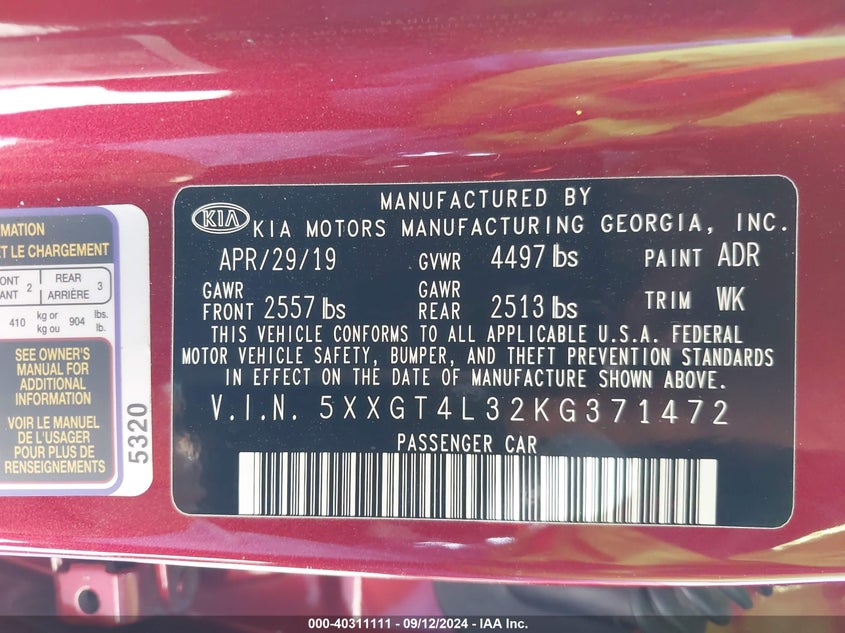 MANUFACTURED BY
KIA KIA MOTORS MANUFACTURING GEORGIA, INC.
APR/29/19 GVWR 4497 lbs PAINT ADR
GAWR FRONT 2557 lbs GAWR REAR 2513 lbs TRIM WK
THIS VEHICLE CONFORMS TO ALL APPLICABLE U.S.A. FEDERAL
MOTOR VEHICLE SAFETY, BUMPER, AND THEFT PREVENTION STANDARDS
IN EFFECT ON THE DATE OF MANUFACTURE SHOWN ABOVE.
V.I.N. 5XXGT4L32KG371472
PASSENGER CAR
ET LE CHARGEMENT
2 REAR ARRIÈRE 3
410 kg or kg ou 904 lbs. lb.
SEE OWNER'S
MANUAL FOR
ADDITIONAL
INFORMATION
VOIR LE MANUEL
DE L'USAGER
POUR PLUS DE
RENSEIGNEMENTS
5320
000-40311111 - 09/12/2024 - IAA Inc.